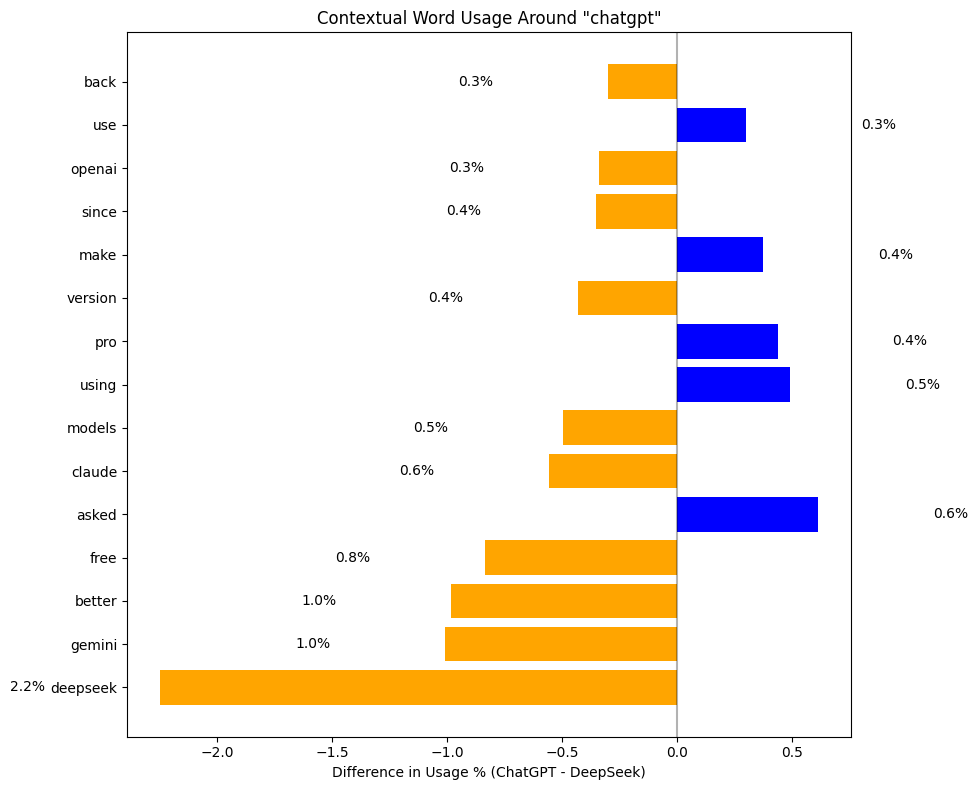 Contextual Word Usage Around "chatgpt"
back 0.3%
use 0.3%
openai 0.3%
since 0.4%
make 0.4%
version 0.4%
pro 0.4%
using 0.5%
models 0.5%
claude 0.6%
asked 0.6%
free 0.8%
better 1.0%
gemini 1.0%
2.2% deepseek
−2.0 −1.5 −1.0 −0.5 0.0 0.5
Difference in Usage % (ChatGPT - DeepSeek)